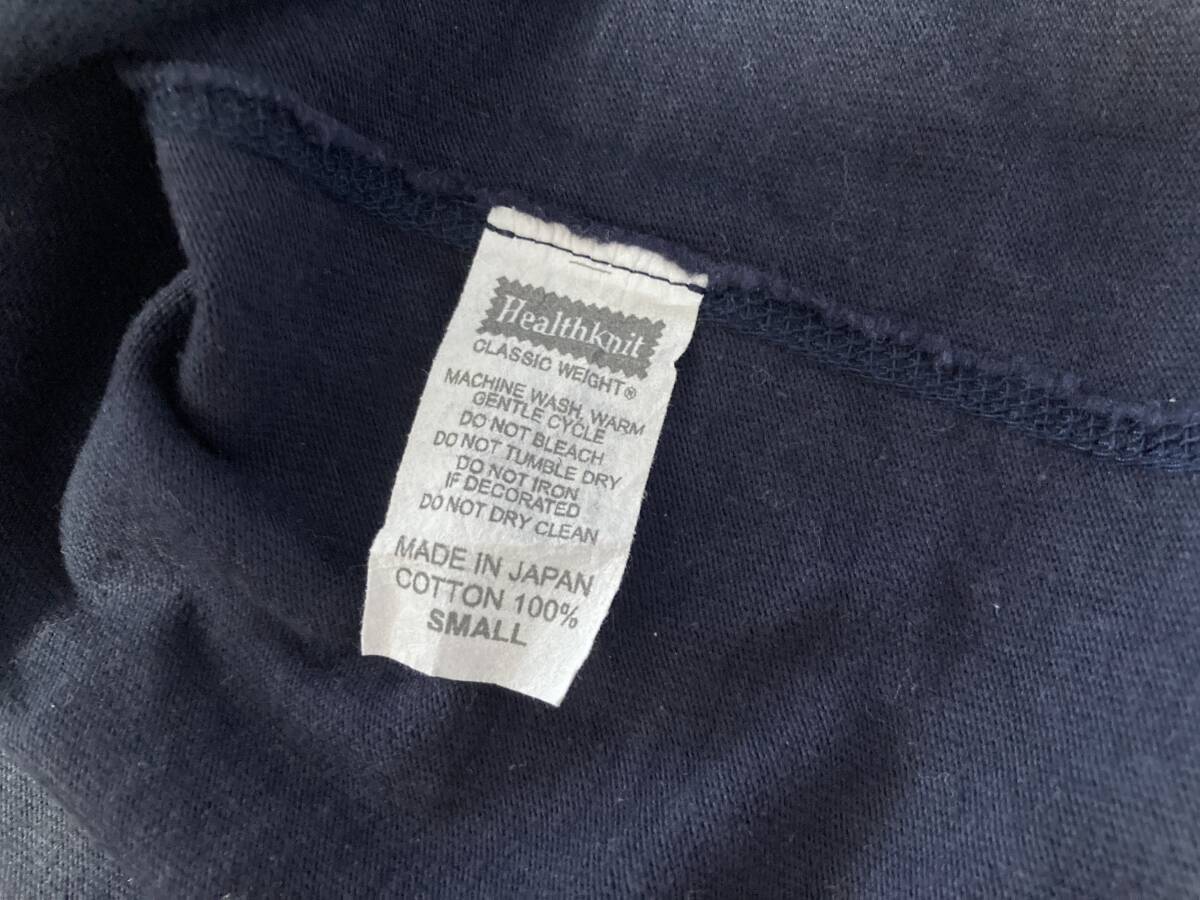 Healthknit
CLASSIC WEIGHT®
MACHINE WASH, WARM
GENTLE CYCLE
DO NOT BLEACH
DO NOT TUMBLE DRY
DO NOT IRON
IF DECORATED
DO NOT DRY CLEAN
MADE IN JAPAN
COTTON 100%
SMALL